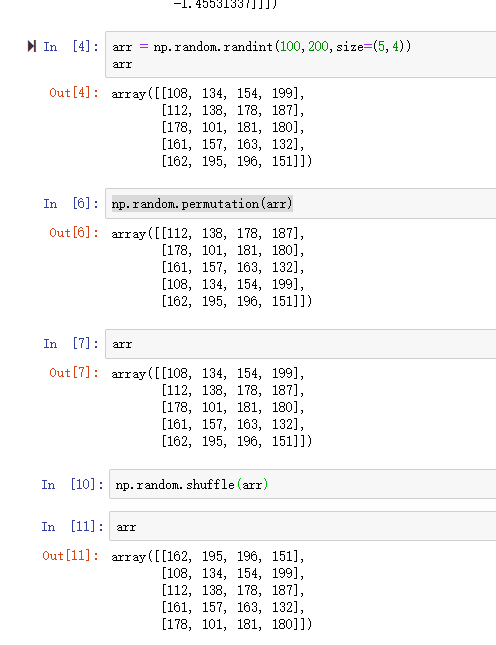 -1.45531337]]])
In [4]: arr = np.random.randint(100,200,size=(5,4))
arr
Out[4]: array([[108, 134, 154, 199],
[112, 138, 178, 187],
[178, 101, 181, 180],
[161, 157, 163, 132],
[162, 195, 196, 151]])
In [6]: np.random.permutation(arr)
Out[6]: array([[112, 138, 178, 187],
[178, 101, 181, 180],
[161, 157, 163, 132],
[108, 134, 154, 199],
[162, 195, 196, 151]])
In [7]: arr
Out[7]: array([[108, 134, 154, 199],
[112, 138, 178, 187],
[178, 101, 181, 180],
[161, 157, 163, 132],
[162, 195, 196, 151]])
In [10]: np.random.shuffle(arr)
In [11]: arr
Out[11]: array([[162, 195, 196, 151],
[108, 134, 154, 199],
[112, 138, 178, 187],
[161, 157, 163, 132],
[178, 101, 181, 180]])